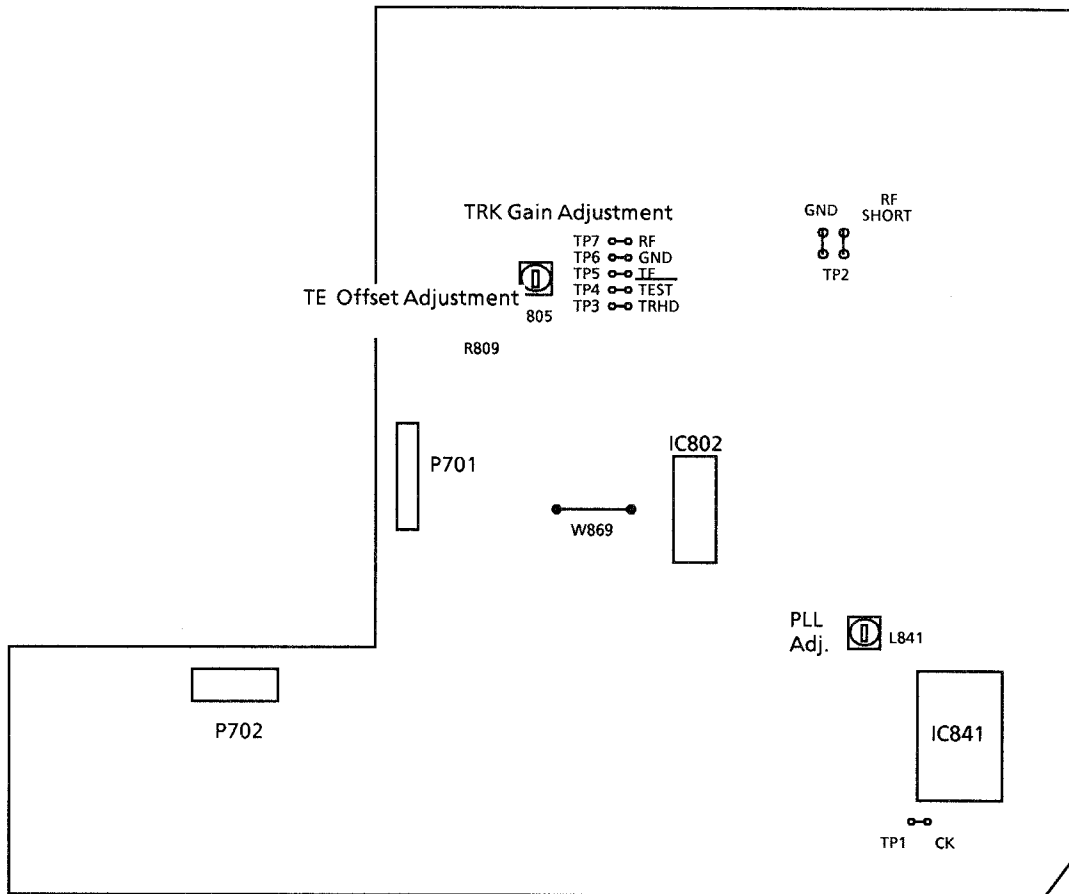 TRK Gain Adjustment
GND
RF
SHORT
TP7 RF
TP6 GND
TP5 TE
TP4 TEST
TP3 TRHD
TP2
TE Offset Adjustment
805
R809
P701
IC802
W869
PLL
Adj.
L841
P702
IC841
TP1 CK